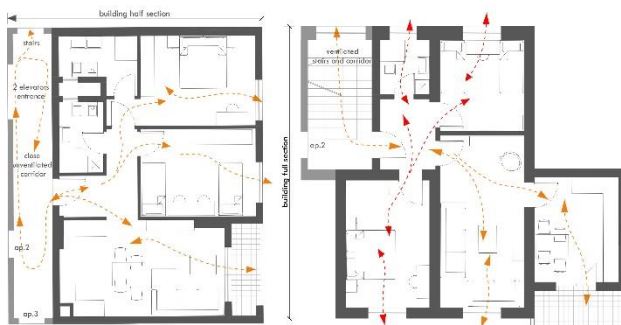 building half section
stairs
2 elevators
entrance
close
unventilated
corridor
ap.2
ap.3
building full section
ventilated
stairs and corridor
ap.2